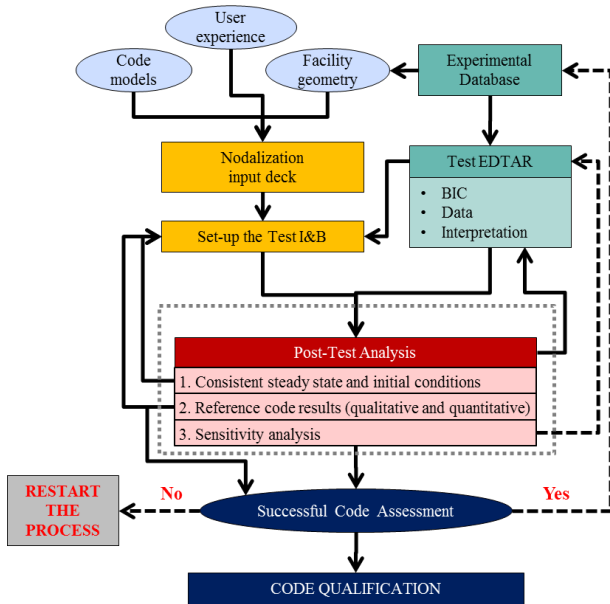 User
experience
Code
models
Facility
geometry
Experimental
Database
Nodalization
input deck
Test EDTAR
• BIC
• Data
• Interpretation
Set-up the Test I&B
Post-Test Analysis
1. Consistent steady state and initial conditions
2. Reference code results (qualitative and quantitative)
3. Sensitivity analysis
RESTART
THE
PROCESS
No
Successful Code Assessment
Yes
CODE QUALIFICATION